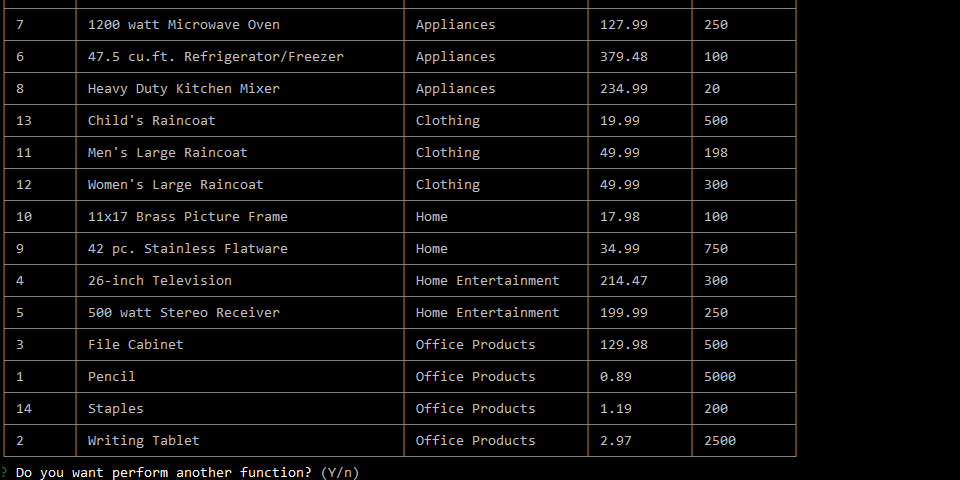 7 1200 watt Microwave Oven Appliances 127.99 250
6 47.5 cu.ft. Refrigerator/Freezer Appliances 379.48 100
8 Heavy Duty Kitchen Mixer Appliances 234.99 20
13 Child's Raincoat Clothing 19.99 500
11 Men's Large Raincoat Clothing 49.99 198
12 Women's Large Raincoat Clothing 49.99 300
10 11x17 Brass Picture Frame Home 17.98 100
9 42 pc. Stainless Flatware Home 34.99 750
4 26-inch Television Home Entertainment 214.47 300
5 500 watt Stereo Receiver Home Entertainment 199.99 250
3 File Cabinet Office Products 129.98 500
1 Pencil Office Products 0.89 5000
14 Staples Office Products 1.19 200
2 Writing Tablet Office Products 2.97 2500
? Do you want perform another function? (Y/n)